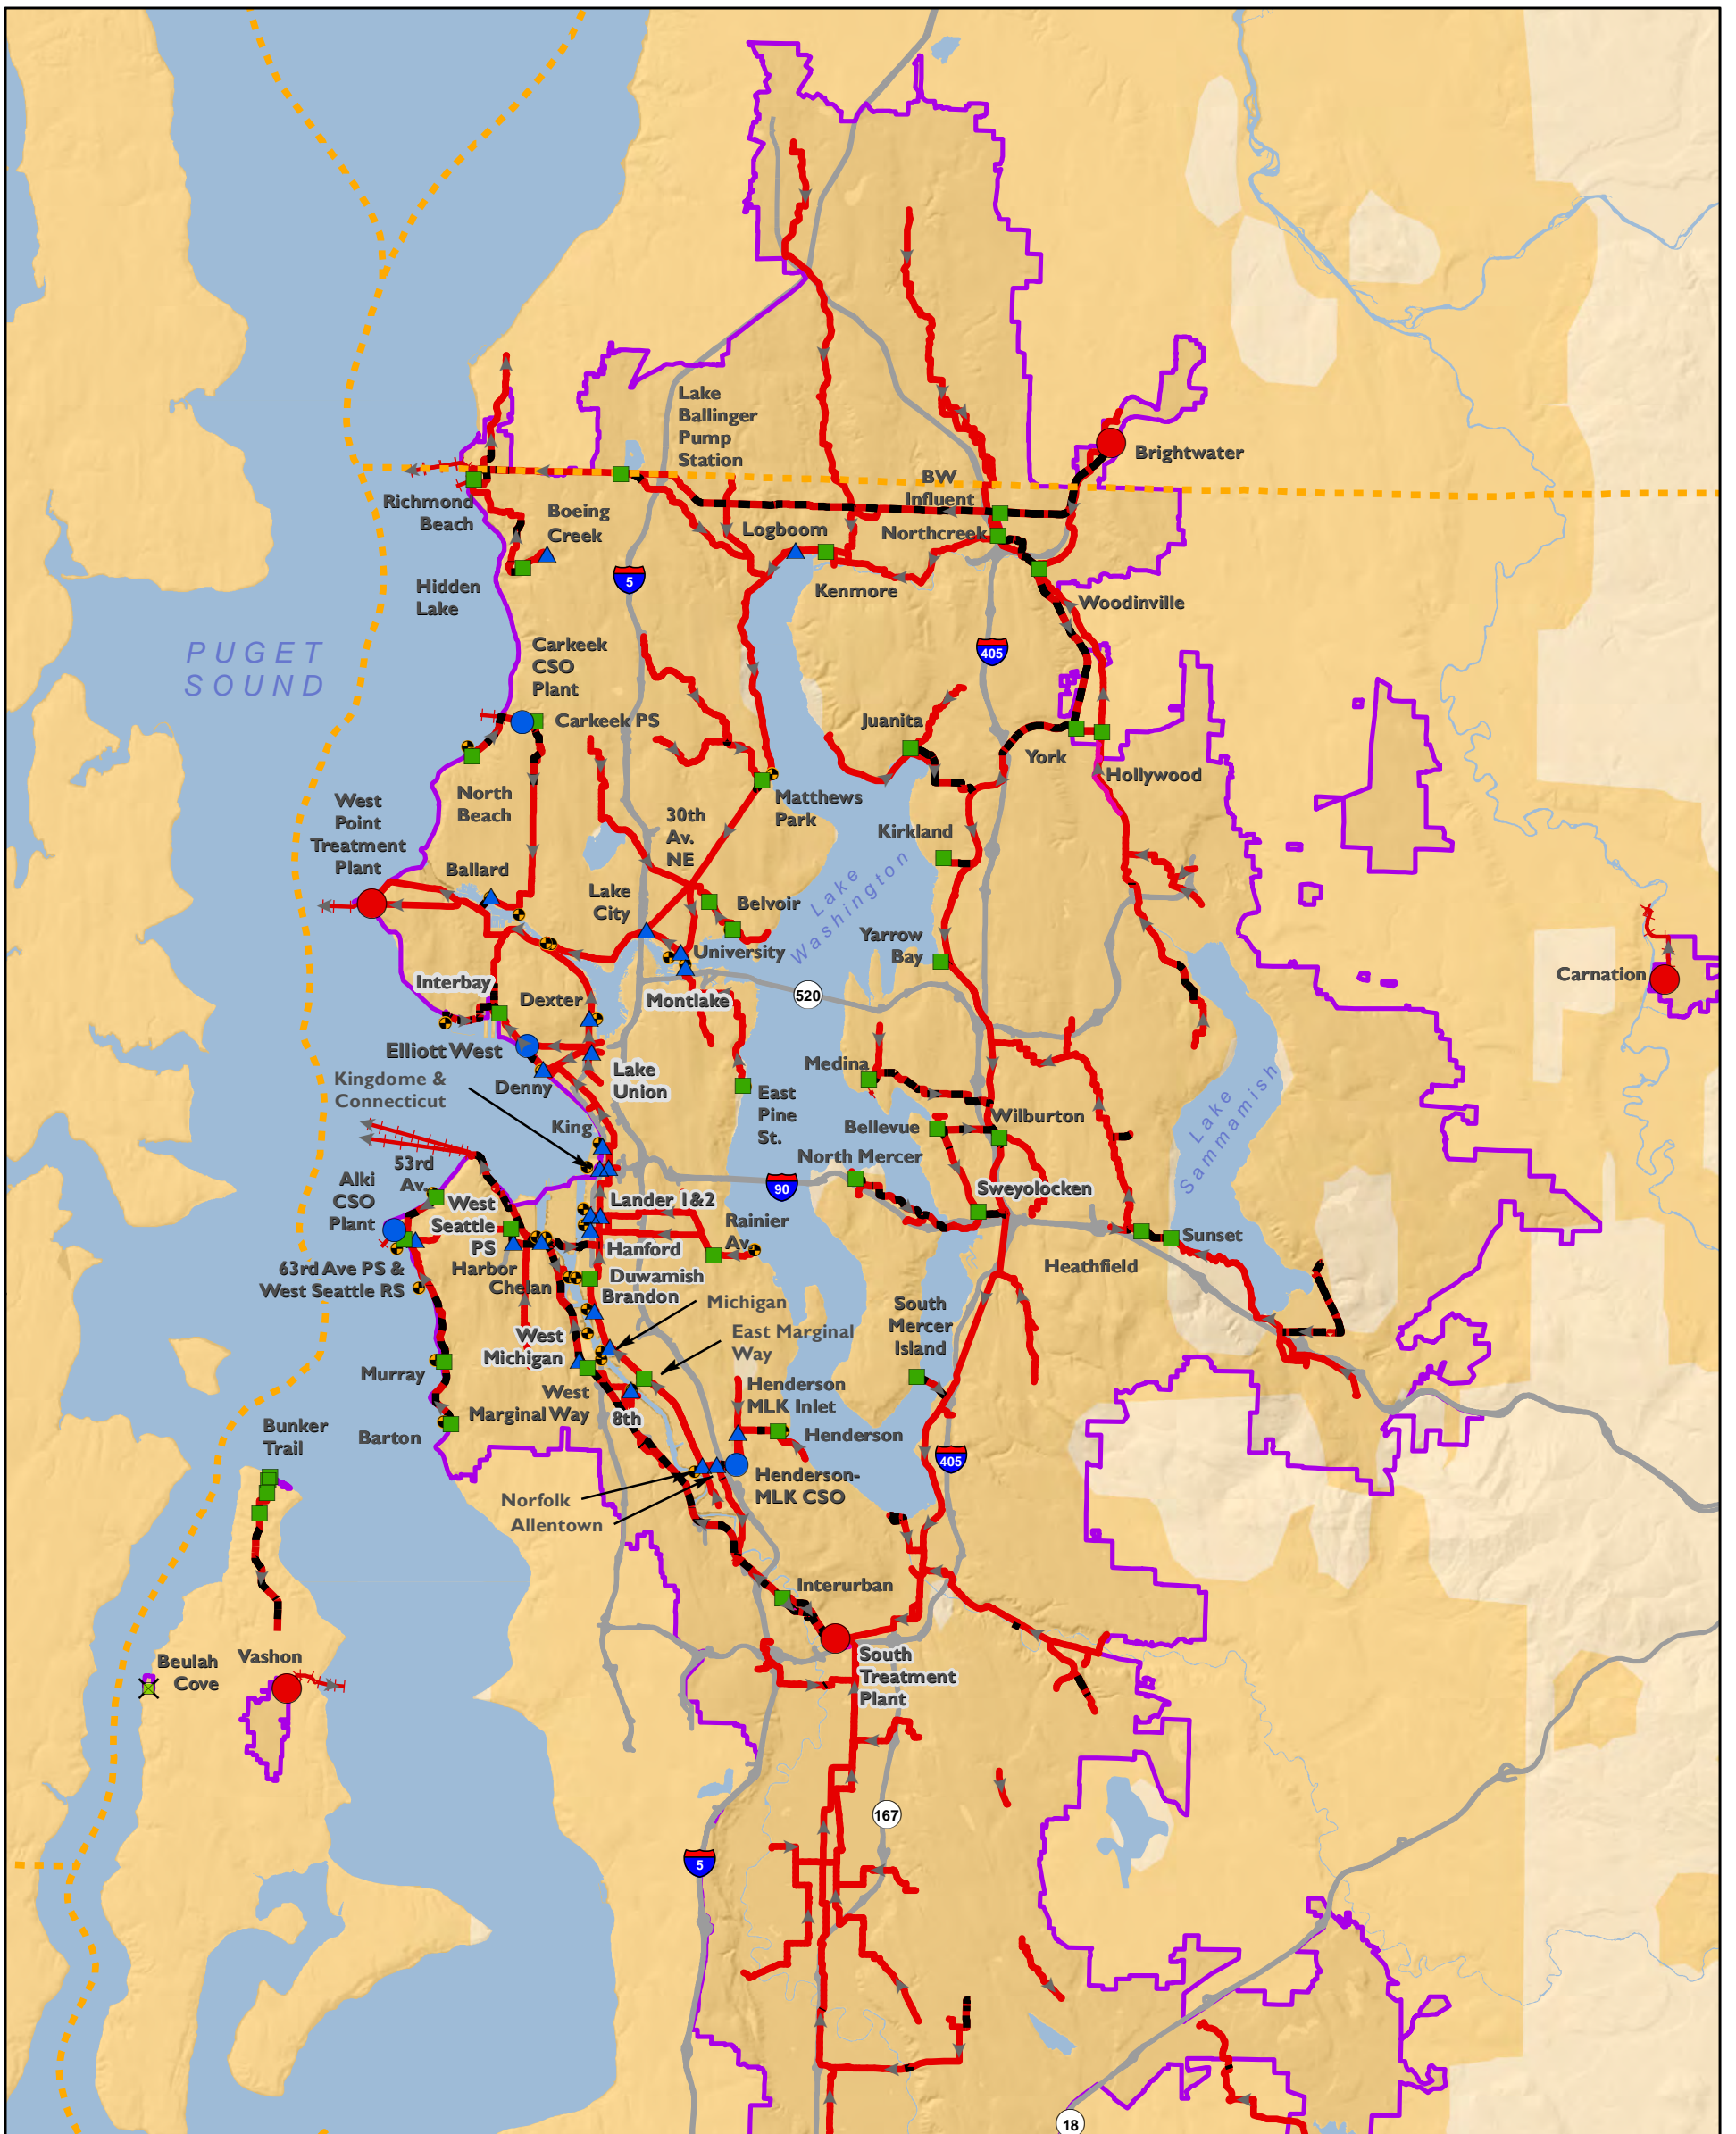 Lake
Ballinger
Pump
Station
Brightwater
BW
Influent
Richmond
Beach
Boeing
Creek
Logboom
Northcreek
5
Hidden
Lake
Kenmore
Woodinville
PUGET
SOUND
Carkeek
CSO
Plant
405
Carkeek PS
Juanita
York
Hollywood
North
Beach
Matthews
Park
West
Point
Treatment
Plant
30th
Av.
NE
Kirkland
Ballard
Lake
City
Belvoir
Lake
Washington
University
Yarrow
Bay
Carnation
Interbay
Dexter
Montlake
520
Elliott West
Kingdome &
Connecticut
Denny
Lake
Union
East
Pine
St.
Medina
King
Bellevue
Wilburton
Lake
Sammamish
North Mercer
53rd
Av.
90
Alki
CSO
Plant
West
Seattle
PS
Lander 1&2
Rainier
Av.
Sweyolocken
Hanford
Sunset
63rd Ave PS &
West Seattle RS
Harbor
Chelan
Duwamish
Brandon
Heathfield
Michigan
South
Mercer
Island
West
Michigan
East Marginal
Way
Murray
West
Marginal Way
8th
Henderson
MLK Inlet
Henderson
Bunker
Trail
Barton
405
Henderson-
MLK CSO
Norfolk
Allentown
Interurban
Beulah
Cove
Vashon
South
Treatment
Plant
167
5
18